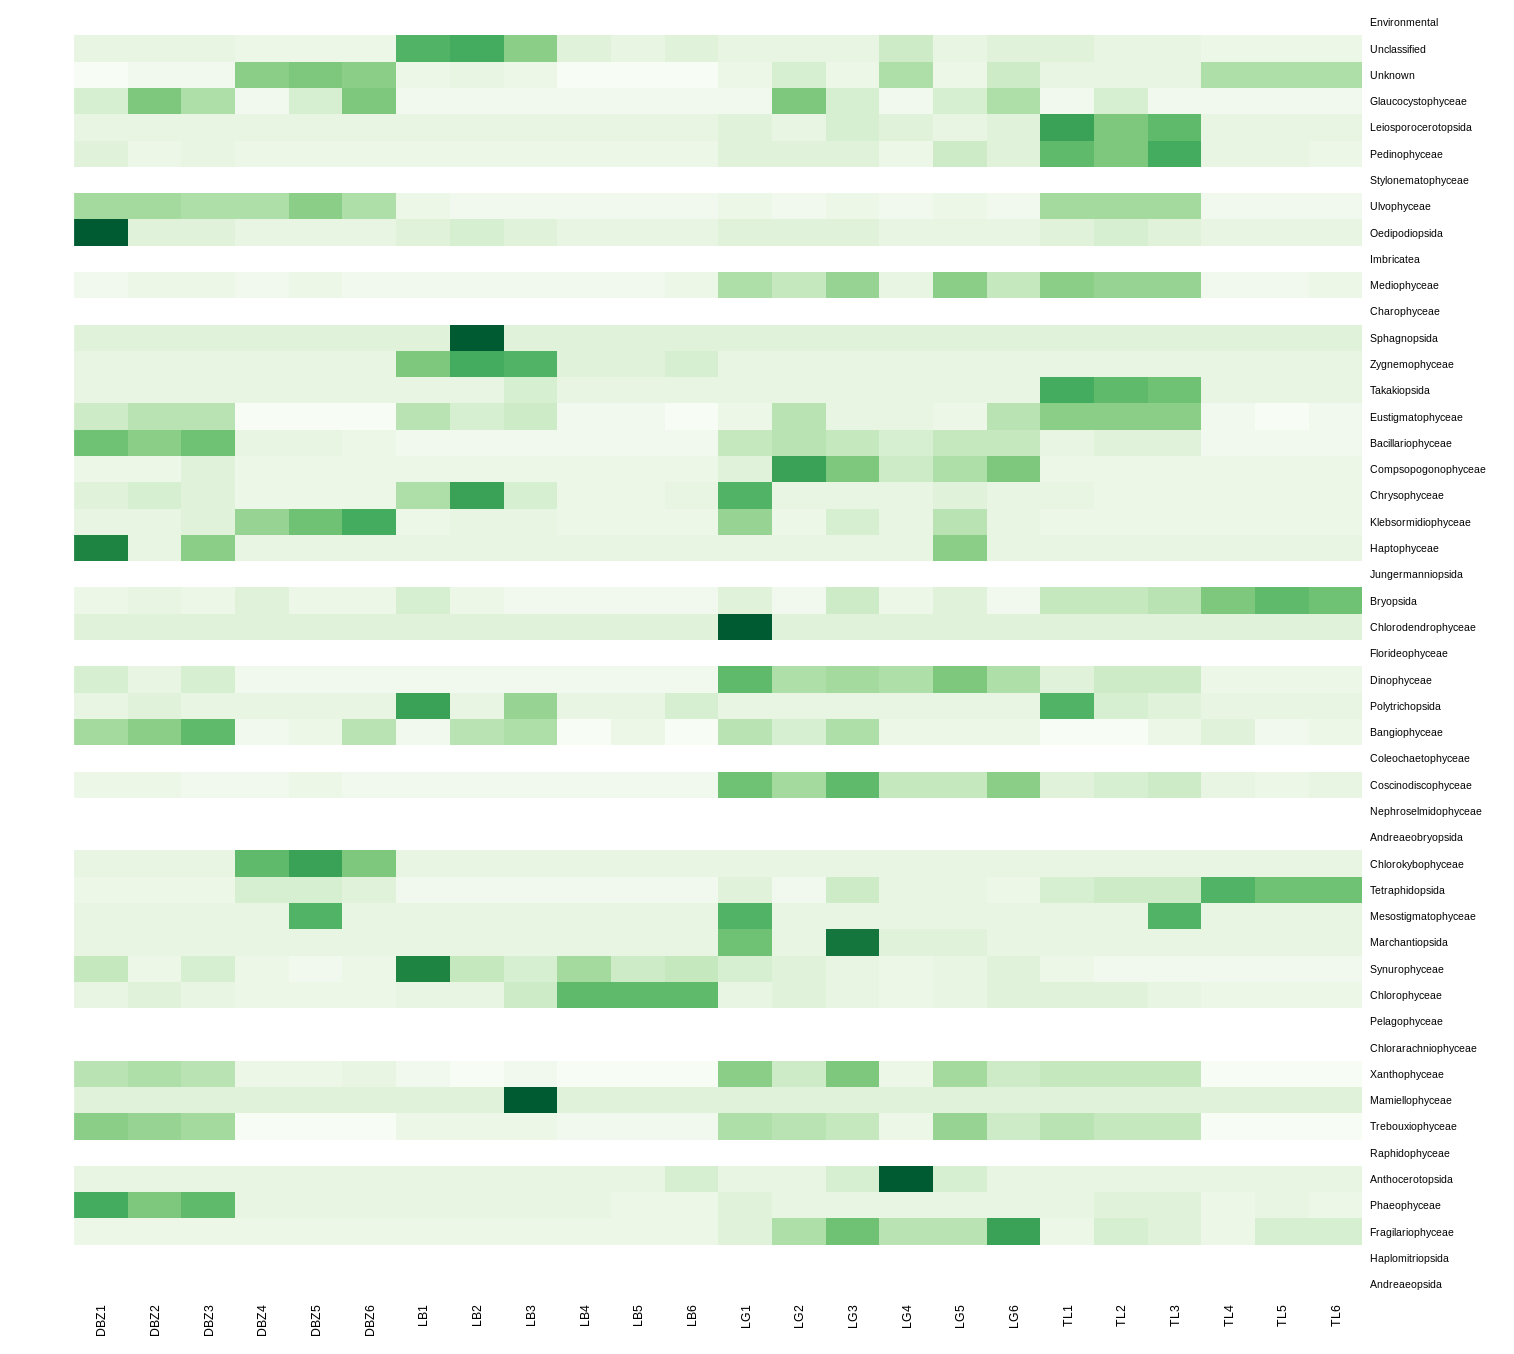 Environmental
Unclassified
Unknown
Glaucocystophyceae
Leiosporocerotopsida
Pedinophyceae
Stylonematophyceae
Ulvophyceae
Oedipodiopsida
Imbricatea
Mediophyceae
Charophyceae
Sphagnopsida
Zygnemophyceae
Takakiopsida
Eustigmatophyceae
Bacillariophyceae
Compsopogonophyceae
Chrysophyceae
Klebsormidiophyceae
Haptophyceae
Jungermanniopsida
Bryopsida
Chlorodendrophyceae
Florideophyceae
Dinophyceae
Polytrichopsida
Bangiophyceae
Coleochaetophyceae
Coscinodiscophyceae
Nephroselmidophyceae
Andreaeobryopsida
Chlorokybophyceae
Tetraphidopsida
Mesostigmatophyceae
Marchantiopsida
Synurophyceae
Chlorophyceae
Pelagophyceae
Chlorarachniophyceae
Xanthophyceae
Mamiellophyceae
Trebouxiophyceae
Raphidophyceae
Anthocerotopsida
Phaeophyceae
Fragilariophyceae
Haplomitriopsida
Andreaeopsida
DBZ1
DBZ2
DBZ3
DBZ4
DBZ5
DBZ6
LB1
LB2
LB3
LB4
LB5
LB6
LG1
LG2
LG3
LG4
LG5
LG6
TL1
TL2
TL3
TL4
TL5
TL6